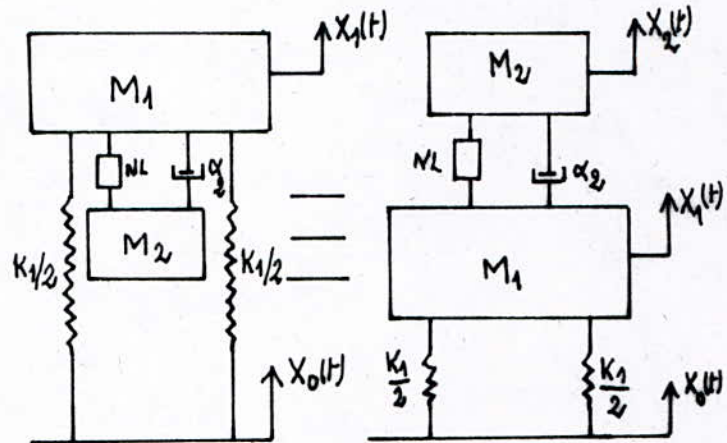 X₁(t)
M₁
NL
α₂
M₂
K₁/2
K₁/2
X₀(t)
X₂(t)
M₂
NL
α₂
X₁(t)
M₁
K₁/2
K₁/2
X₀(t)